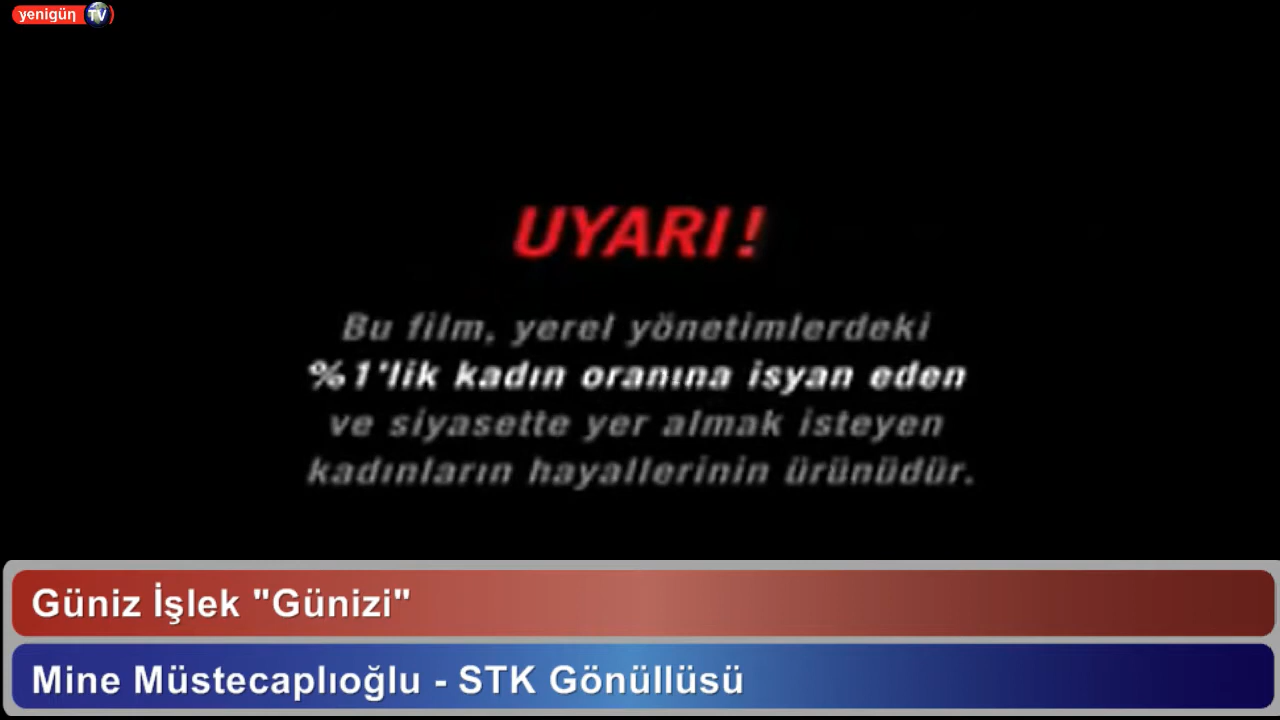 yenigün TV
UYARI!
Bu film, yerel yönetimlerdeki
%1'lik kadın oranına isyan eden
ve siyasette yer almak isteyen
kadınların hayallerinin ürünüdür.
Güniz İşlek "Günizi"
Mine Müstecaplıoğlu - STK Gönüllüsü